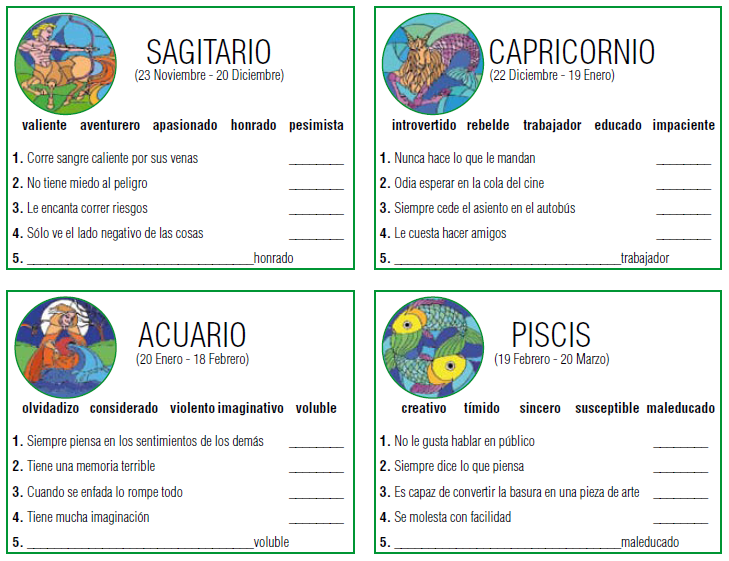 SAGITARIO
(23 Noviembre - 20 Diciembre)
valiente aventurero apasionado honrado pesimista
1. Corre sangre caliente por sus venas ________
2. No tiene miedo al peligro ________
3. Le encanta correr riesgos ________
4. Sólo ve el lado negativo de las cosas ________
5. ________________________________honrado
CAPRICORNIO
(22 Diciembre - 19 Enero)
introvertido rebelde trabajador educado impaciente
1. Nunca hace lo que le mandan ________
2. Odia esperar en la cola del cine ________
3. Siempre cede el asiento en el autobús ________
4. Le cuesta hacer amigos ________
5. ________________________________trabajador
ACUARIO
(20 Enero - 18 Febrero)
olvidadizo considerado violento imaginativo voluble
1. Siempre piensa en los sentimientos de los demás ________
2. Tiene una memoria terrible ________
3. Cuando se enfada lo rompe todo ________
4. Tiene mucha imaginación ________
5. ________________________________voluble
PISCIS
(19 Febrero - 20 Marzo)
creativo tímido sincero susceptible maleducado
1. No le gusta hablar en público ________
2. Siempre dice lo que piensa ________
3. Es capaz de convertir la basura en una pieza de arte ________
4. Se molesta con facilidad ________
5. ________________________________maleducado